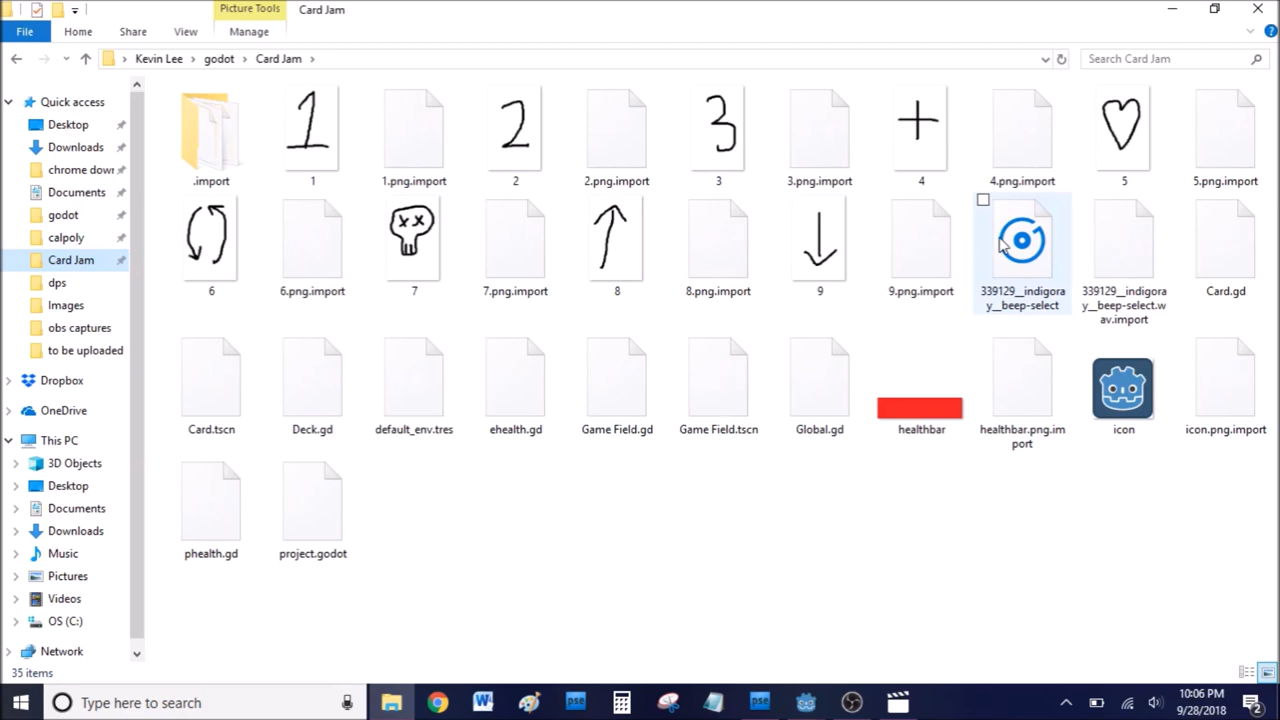 Picture Tools
Card Jam
File
Home
Share
View
Manage
Kevin Lee
godot
Card Jam
Search Card Jam
Quick access
Desktop
Downloads
chrome dow
Documents
godot
calpoly
Card Jam
dps
Images
obs captures
to be uploaded
Dropbox
OneDrive
This PC
3D Objects
Desktop
Documents
Downloads
Music
Pictures
Videos
OS (C:)
Network
1
2
3
+
.import
1
1.png.import
2
2.png.import
3
3.png.import
4
4.png.import
5
5.png.import
6
6.png.import
7
7.png.import
8
8.png.import
9
9.png.import
339129__indigora
y__beep-select
339129__indigora
y__beep-select.w
av.import
Card.gd
Card.tscn
Deck.gd
default_env.tres
ehealth.gd
Game Field.gd
Game Field.tscn
Global.gd
healthbar
healthbar.png.im
port
icon
icon.png.import
phealth.gd
project.godot
35 items
Type here to search
W
pse
pse
10:06 PM
9/28/2018
2